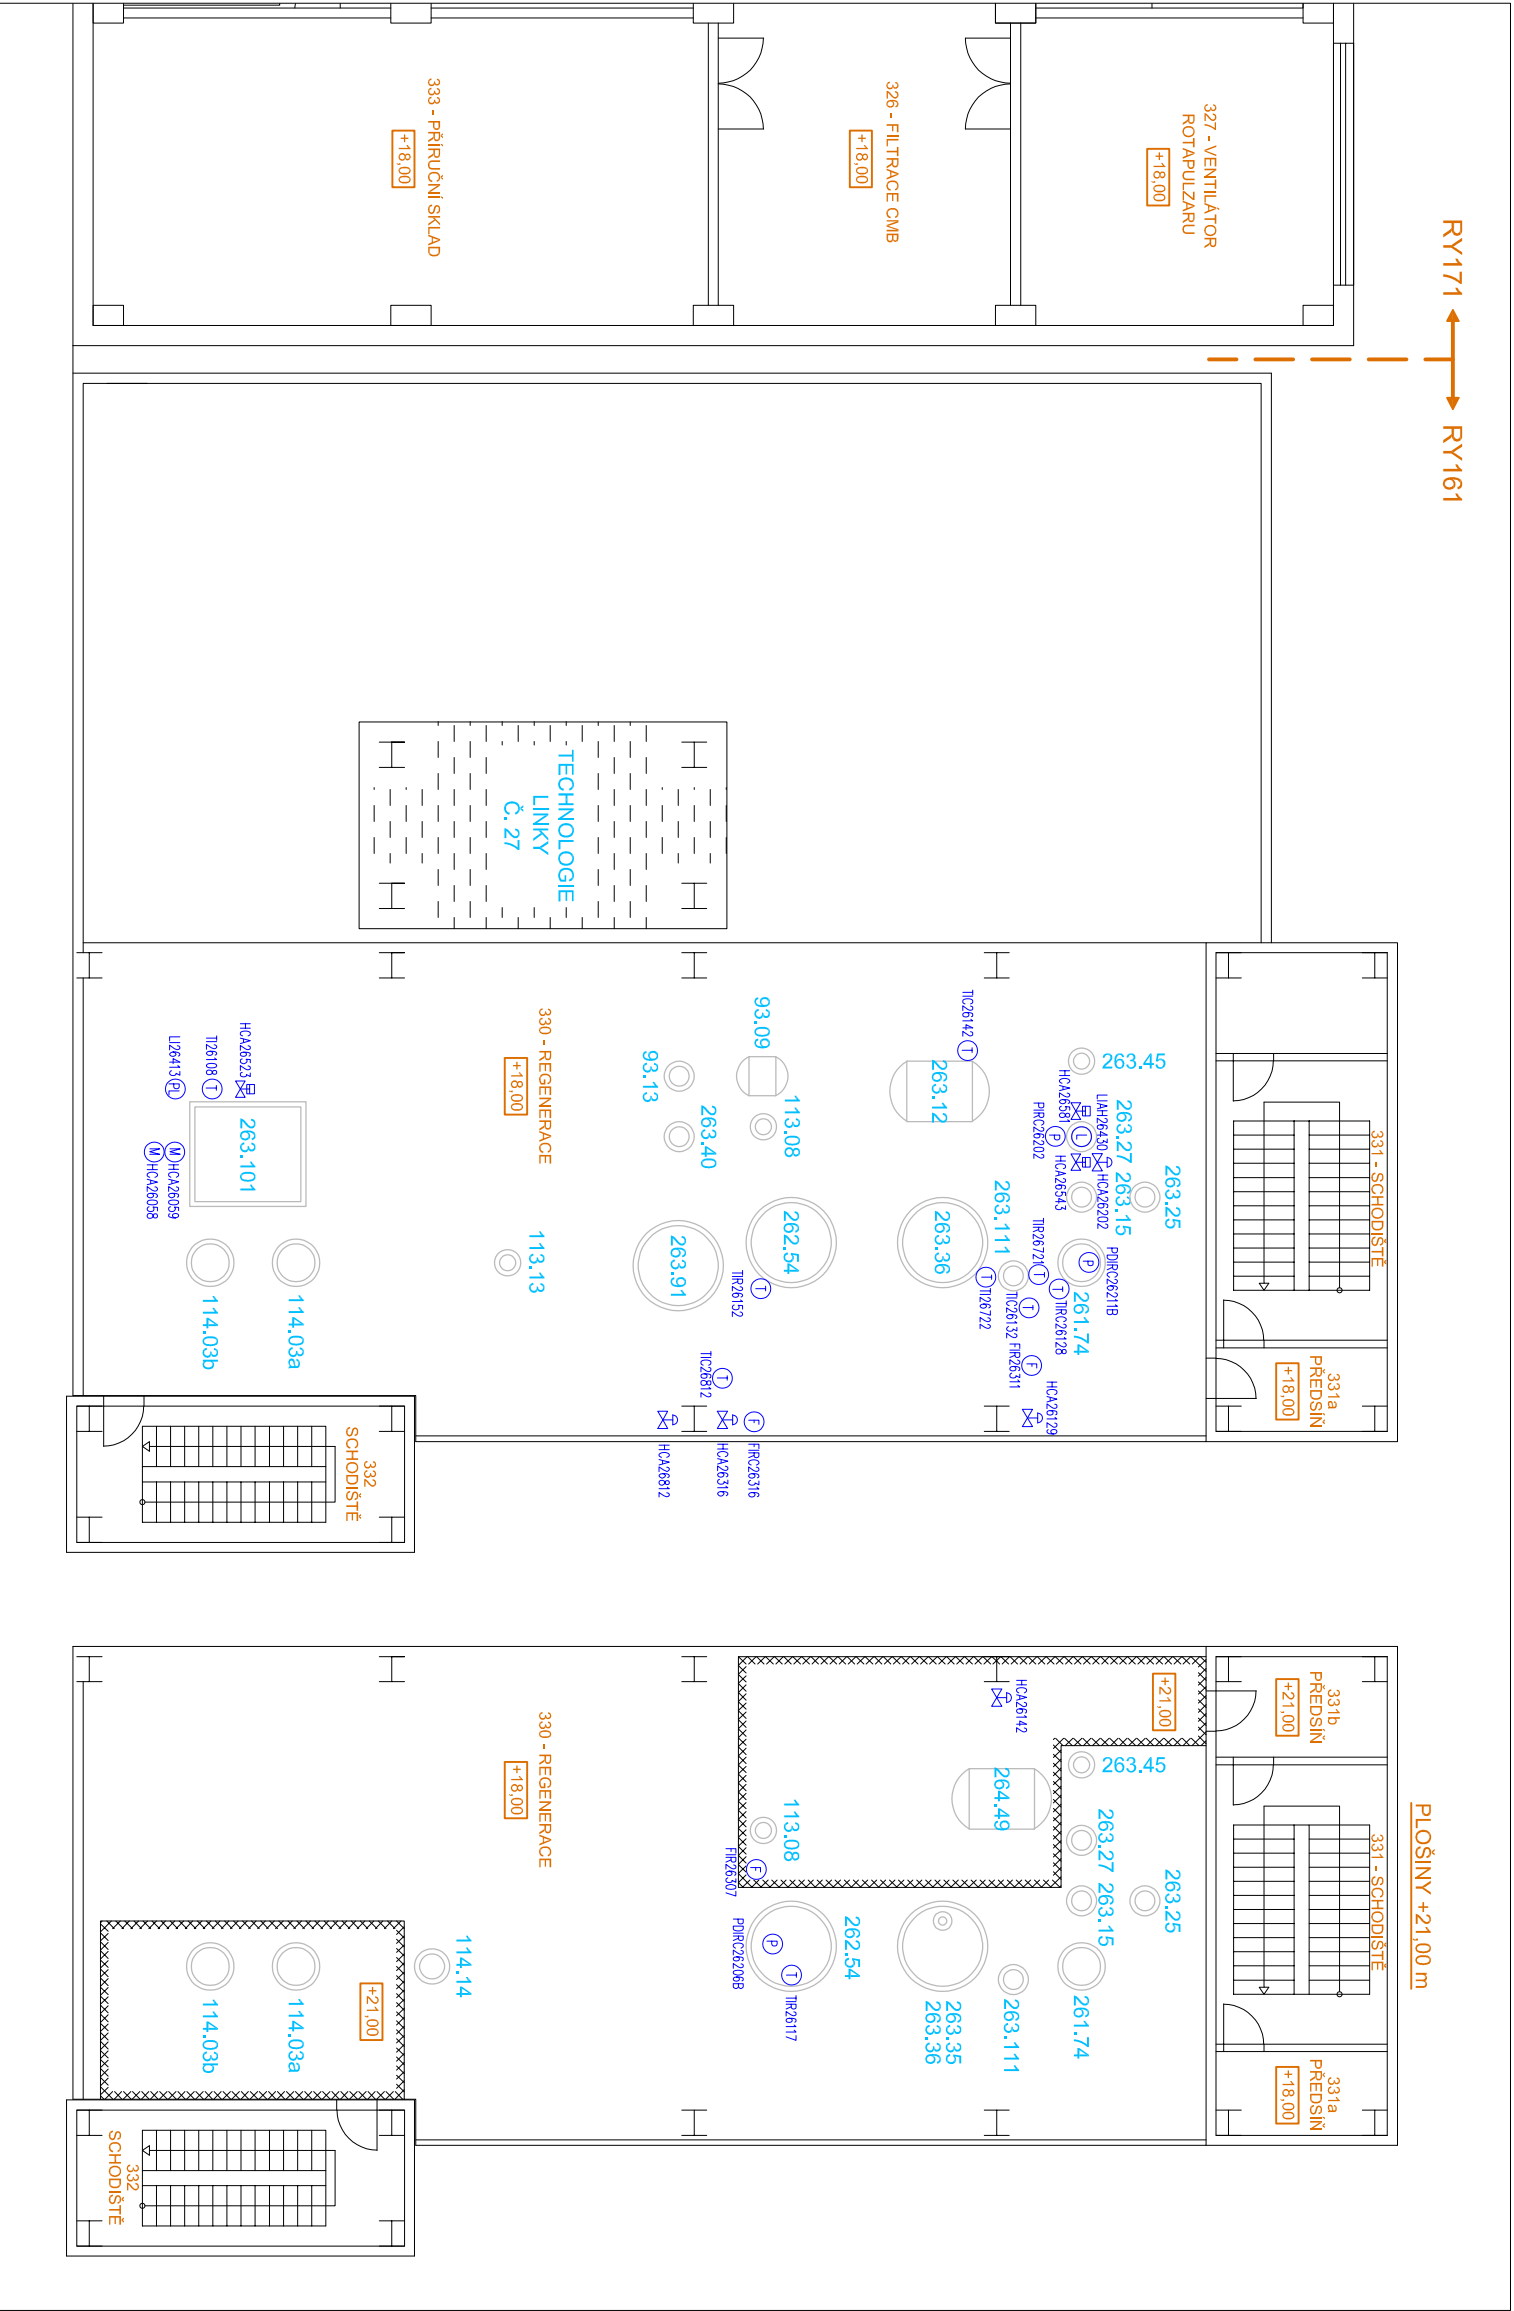 RY171
RY161
327 - VENTILÁTOR
ROTAPULZARU
+18,00
326 - FILTRACE CMB
+18,00
333 - PŘÍRUČNÍ SKLAD
+18,00
TECHNOLOGIE
LINKY
Č. 27
331 - SCHODIŠTĚ
331a
PŘEDSÍŇ
+18,00
263.45
263.27
263.15
263.25
HCA26581
LIAH26430
L
PIRC26202
P
HCA26543
HCA26202
PDIRC26211B
P
261.74
TIR26721
T
TIRC26128
T
263.111
TIC26132
T
TI26722
T
FIR26311
F
HCA26129
TIC26142
T
263.12
263.36
93.09
113.08
262.54
TIR26152
T
93.13
263.40
263.91
TIC26812
T
FIRC26316
F
HCA26316
HCA26812
330 - REGENERACE
+18,00
113.13
HCA26523
TI26108
T
LI26413
PL
263.101
M
HCA26059
M
HCA26058
114.03a
114.03b
332
SCHODIŠTĚ
PLOŠINY +21,00 m
331b
PŘEDSÍŇ
+21,00
331 - SCHODIŠTĚ
331a
PŘEDSÍŇ
+18,00
+21,00
HCA26142
263.45
263.27
263.15
263.25
261.74
264.49
263.111
263.35
263.36
113.08
FIR26307
F
262.54
PDIRC26206B
P
T
TIR26117
330 - REGENERACE
+18,00
114.14
+21,00
114.03a
114.03b
332
SCHODIŠTĚ